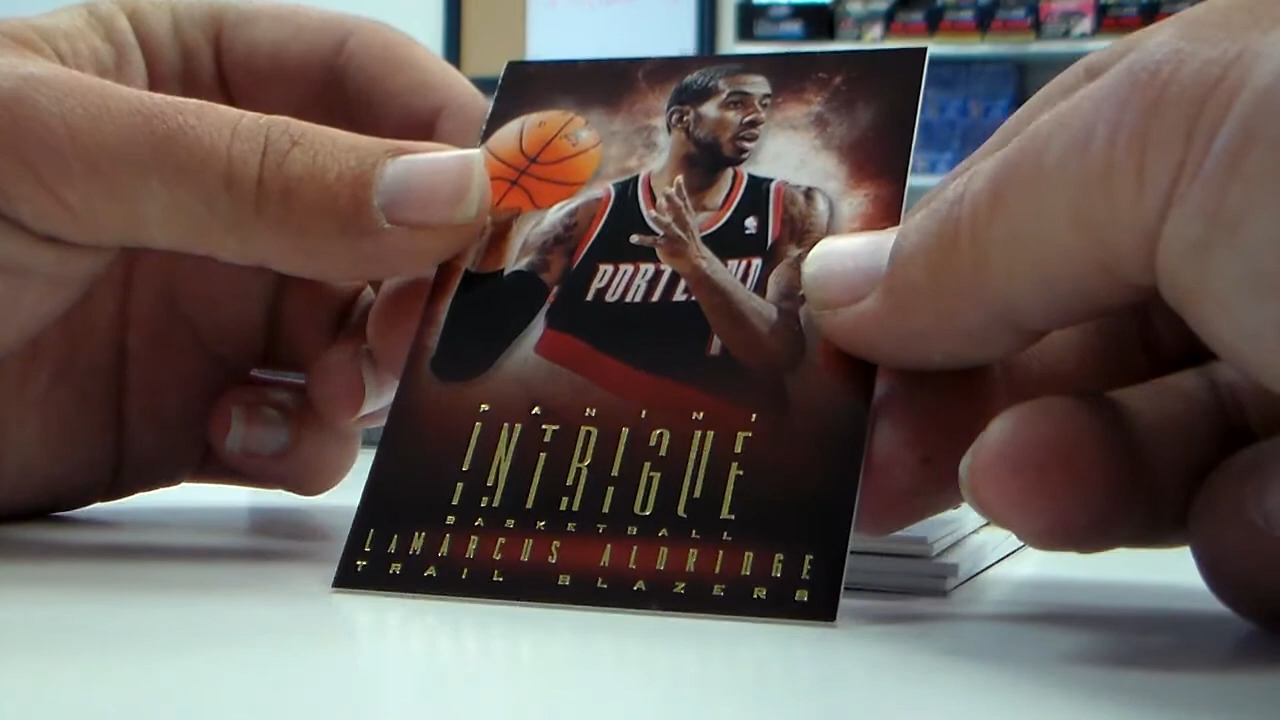 PORTLAND
PANINI
INTRIGUE
BASKETBALL
LAMARCUS ALDRIDGE
TRAIL BLAZERS